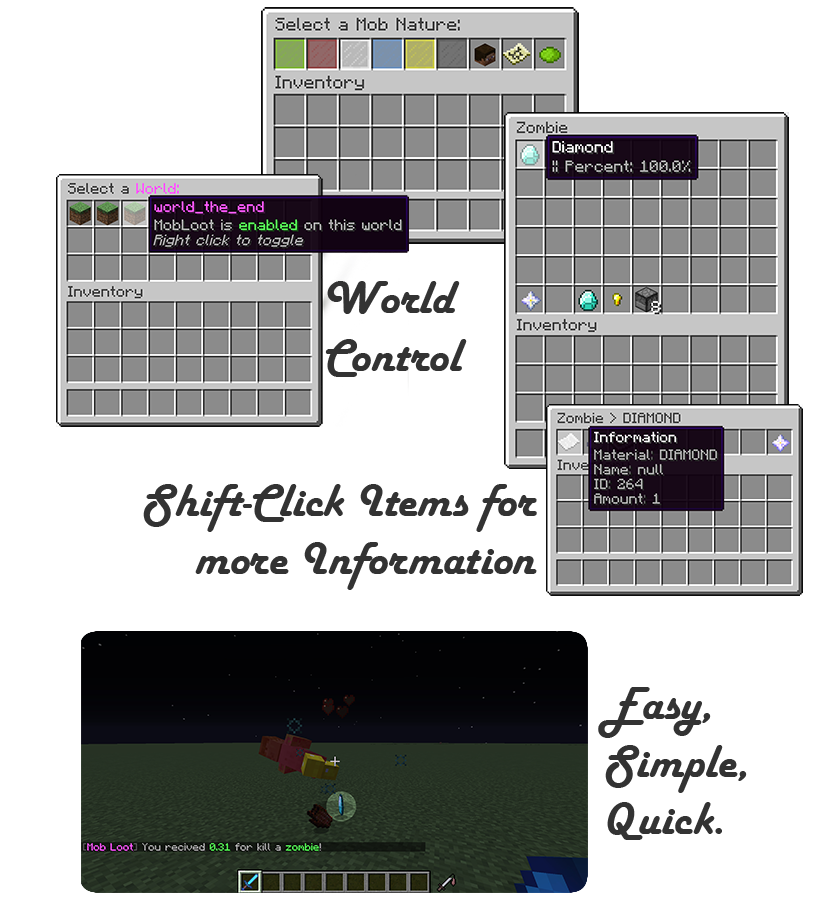 Select a Mob Nature:
Inventory
Zombie
Diamond
¦¦ Percent: 100.0%
Select a World:
world_the_end
MobLoot is enabled on this world
Right click to toggle
Inventory
World
Control
8
Inventory
Zombie > DIAMOND
Information
Material: DIAMOND
Name: null
ID: 264
Amount: 1
Inve
Shift-Click Items for
more Information
Easy,
Simple,
Quick.
[Mob Loot] You recived 0.31 for kill a zombie!